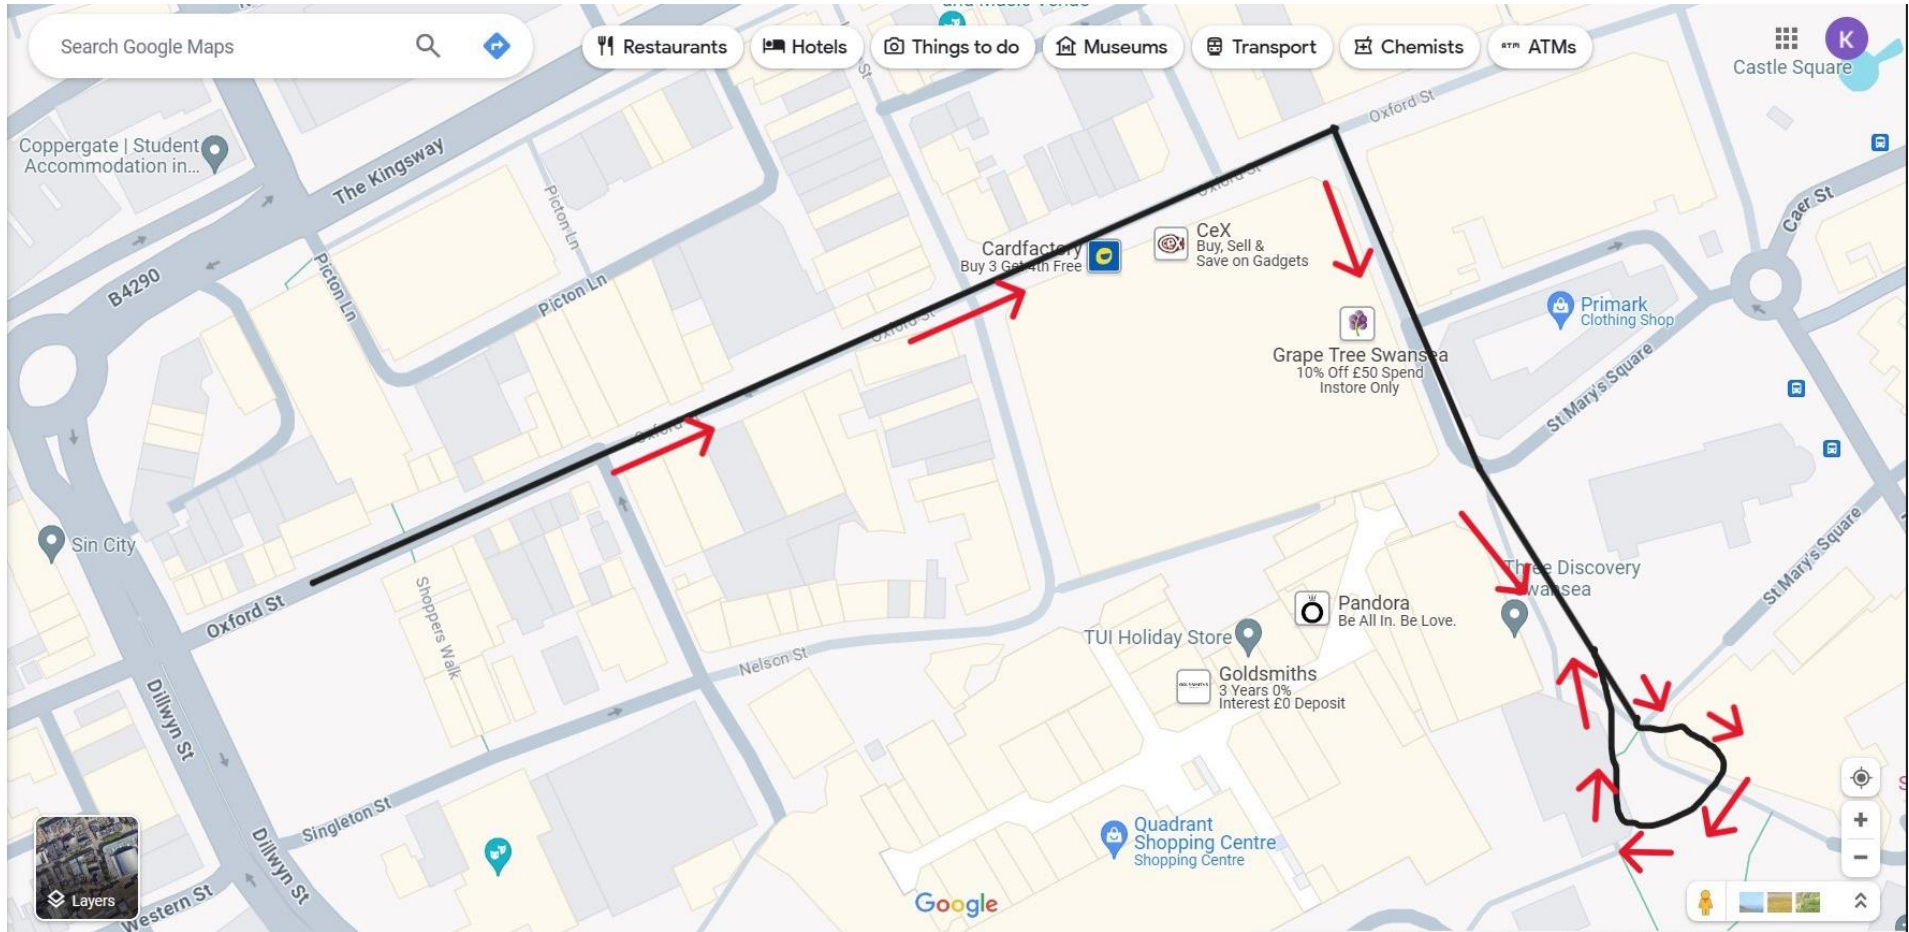 Search Google Maps
Restaurants
Hotels
Things to do
Museums
Transport
Chemists
ATM
ATMs
K
Castle Square
Oxford St
Coppergate | Student
Accommodation in...
The Kingsway
Picton Ln
Caer St
Oxford St
CeX
Buy, Sell &
Save on Gadgets
Cardfactory
Buy 3 Get 4th Free
B4290
Picton Ln
Picton Ln
Primark
Clothing Shop
Oxford St
Grape Tree Swansea
10% Off £50 Spend
Instore Only
St Mary's Square
Oxford
Sin City
Three Discovery
Swansea
St Mary's Square
Oxford St
Shoppers Walk
Pandora
Be All In. Be Love.
TUI Holiday Store
Nelson St
Goldsmiths
3 Years 0%
Interest £0 Deposit
Dillwyn St
Singleton St
Quadrant
Shopping Centre
Shopping Centre
Dillwyn St
Layers
Western St
Google